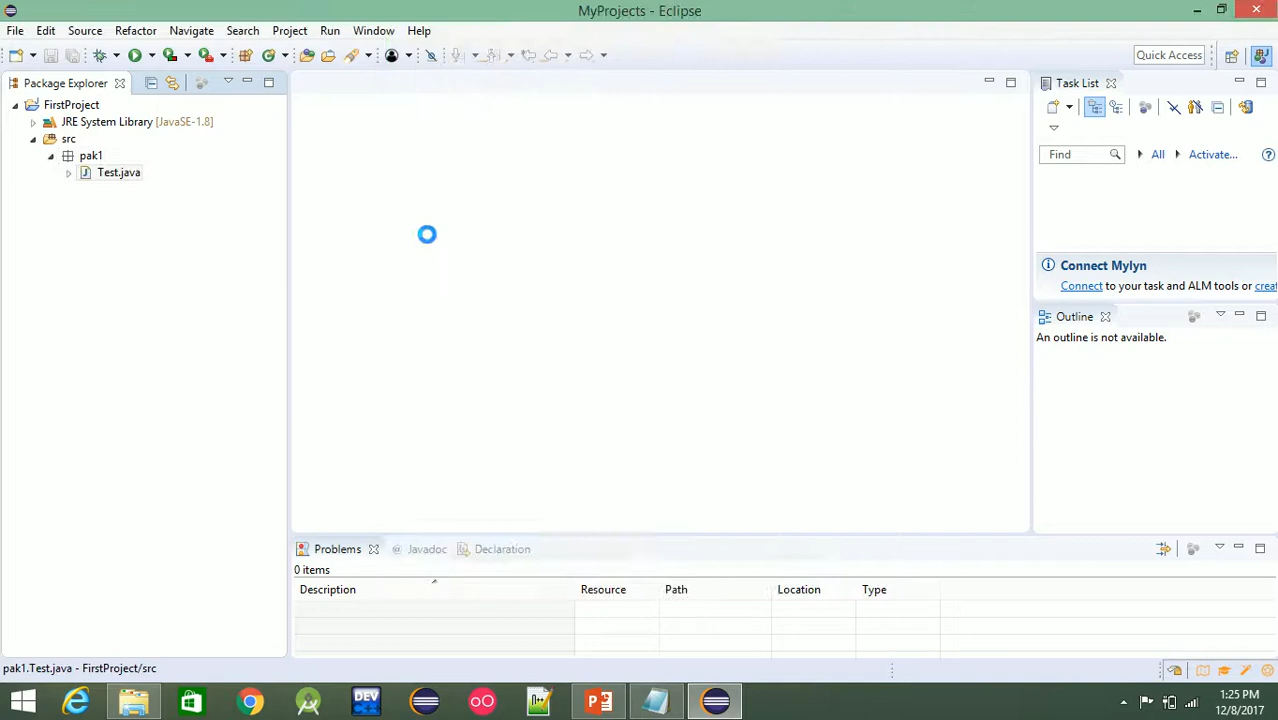 MyProjects - Eclipse
File Edit Source Refactor Navigate Search Project Run Window Help
Quick Access
Package Explorer
FirstProject
JRE System Library [JavaSE-1.8]
src
pak1
Test.java
Task List
Find All Activate...
Connect Mylyn
Connect to your task and ALM tools or creat
Outline
An outline is not available.
Problems @ Javadoc Declaration
0 items
Description Resource Path Location Type
pak1.Test.java - FirstProject/src
DEV
1:25 PM
12/8/2017